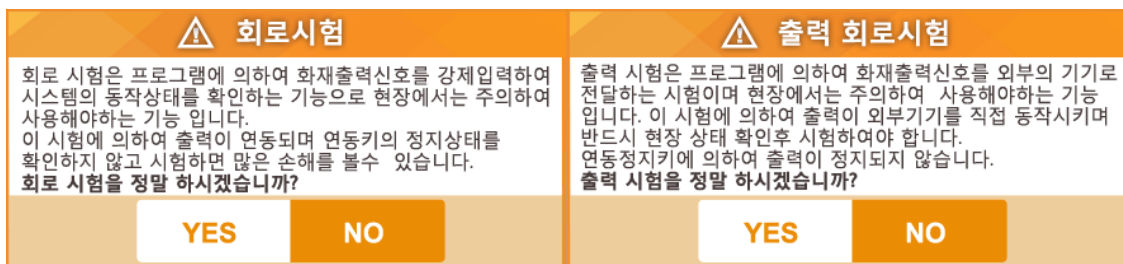 회로시험
회로 시험은 프로그램에 의하여 화재출력신호를 강제입력하여
시스템의 동작상태를 확인하는 기능으로 현장에서는 주의하여
사용해야하는 기능 입니다.
이 시험에 의하여 출력이 연동되며 연동키의 정지상태를
확인하지 않고 시험하면 많은 손해를 볼수 있습니다.
회로 시험을 정말 하시겠습니까?
YES NO
출력 회로시험
출력 시험은 프로그램에 의하여 화재출력신호를 외부의 기기로
전달하는 시험이며 현장에서는 주의하여 사용해야하는 기능
입니다. 이 시험에 의하여 출력이 외부기기를 직접 동작시키며
반드시 현장 상태 확인후 시험하여야 합니다.
연동정지키에 의하여 출력이 정지되지 않습니다.
출력 시험을 정말 하시겠습니까?
YES NO